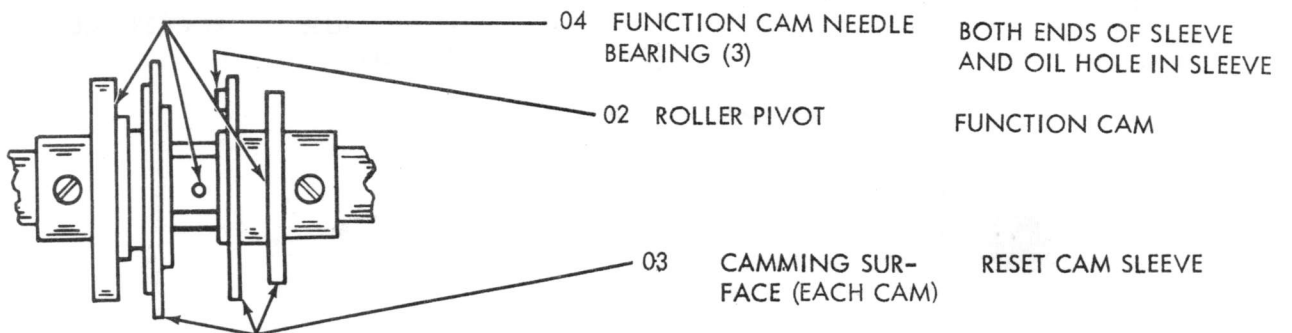 04 FUNCTION CAM NEEDLE BEARING (3) BOTH ENDS OF SLEEVE AND OIL HOLE IN SLEEVE
02 ROLLER PIVOT FUNCTION CAM
03 CAMMING SUR-
FACE (EACH CAM) RESET CAM SLEEVE